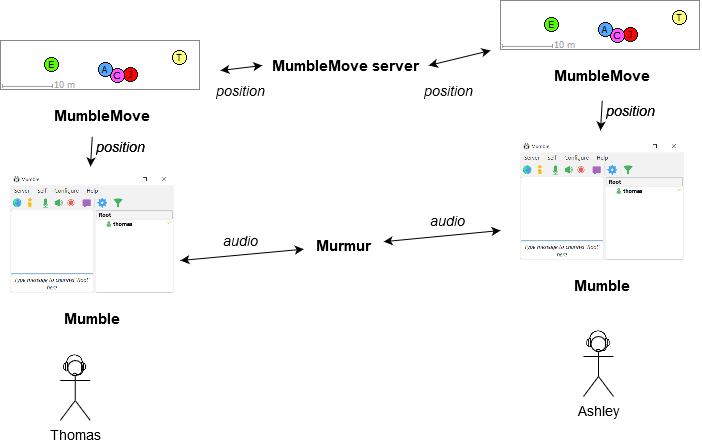 E
A
C
J
T
10 m
MumbleMove
position
MumbleMove server
position
position
E
A
C
J
T
10 m
MumbleMove
position
Mumble
Server Self Configure Help
Root
thomas
Type message to channel 'Root' here
Mumble
audio
Murmur
audio
Mumble
Server Self Configure Help
Root
thomas
Type message to channel 'Root' here
Mumble
Thomas
Ashley